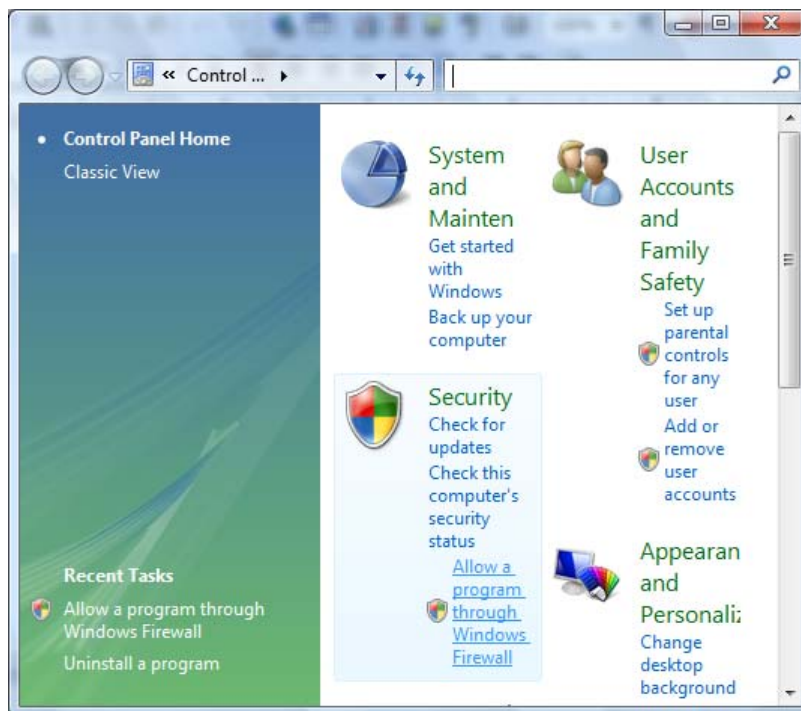 « Control ...
Control Panel Home
Classic View
Recent Tasks
Allow a program through
Windows Firewall
Uninstall a program
System
and
Mainten
Get started
with
Windows
Back up your
computer
Security
Check for
updates
Check this
computer's
security
status
Allow a
program
through
Windows
Firewall
User
Accounts
and
Family
Safety
Set up
parental
controls
for any
user
Add or
remove
user
accounts
Appearan
and
Personali
Change
desktop
background